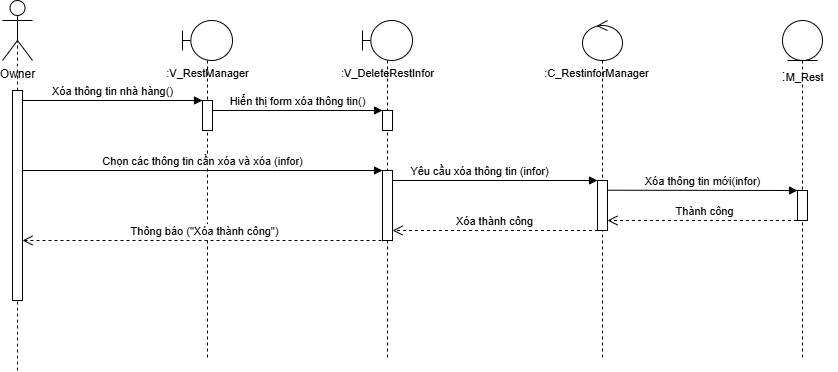 Owner
:V_RestManager
:V_DeleteRestInfor
:C_RestinforManager
:M_Rest
Xóa thông tin nhà hàng()
Hiển thị form xóa thông tin()
Chọn các thông tin cần xóa và xóa (infor)
Yêu cầu xóa thông tin (infor)
Xóa thông tin mới(infor)
Thành công
Xóa thành công
Thông báo ("Xóa thành công")